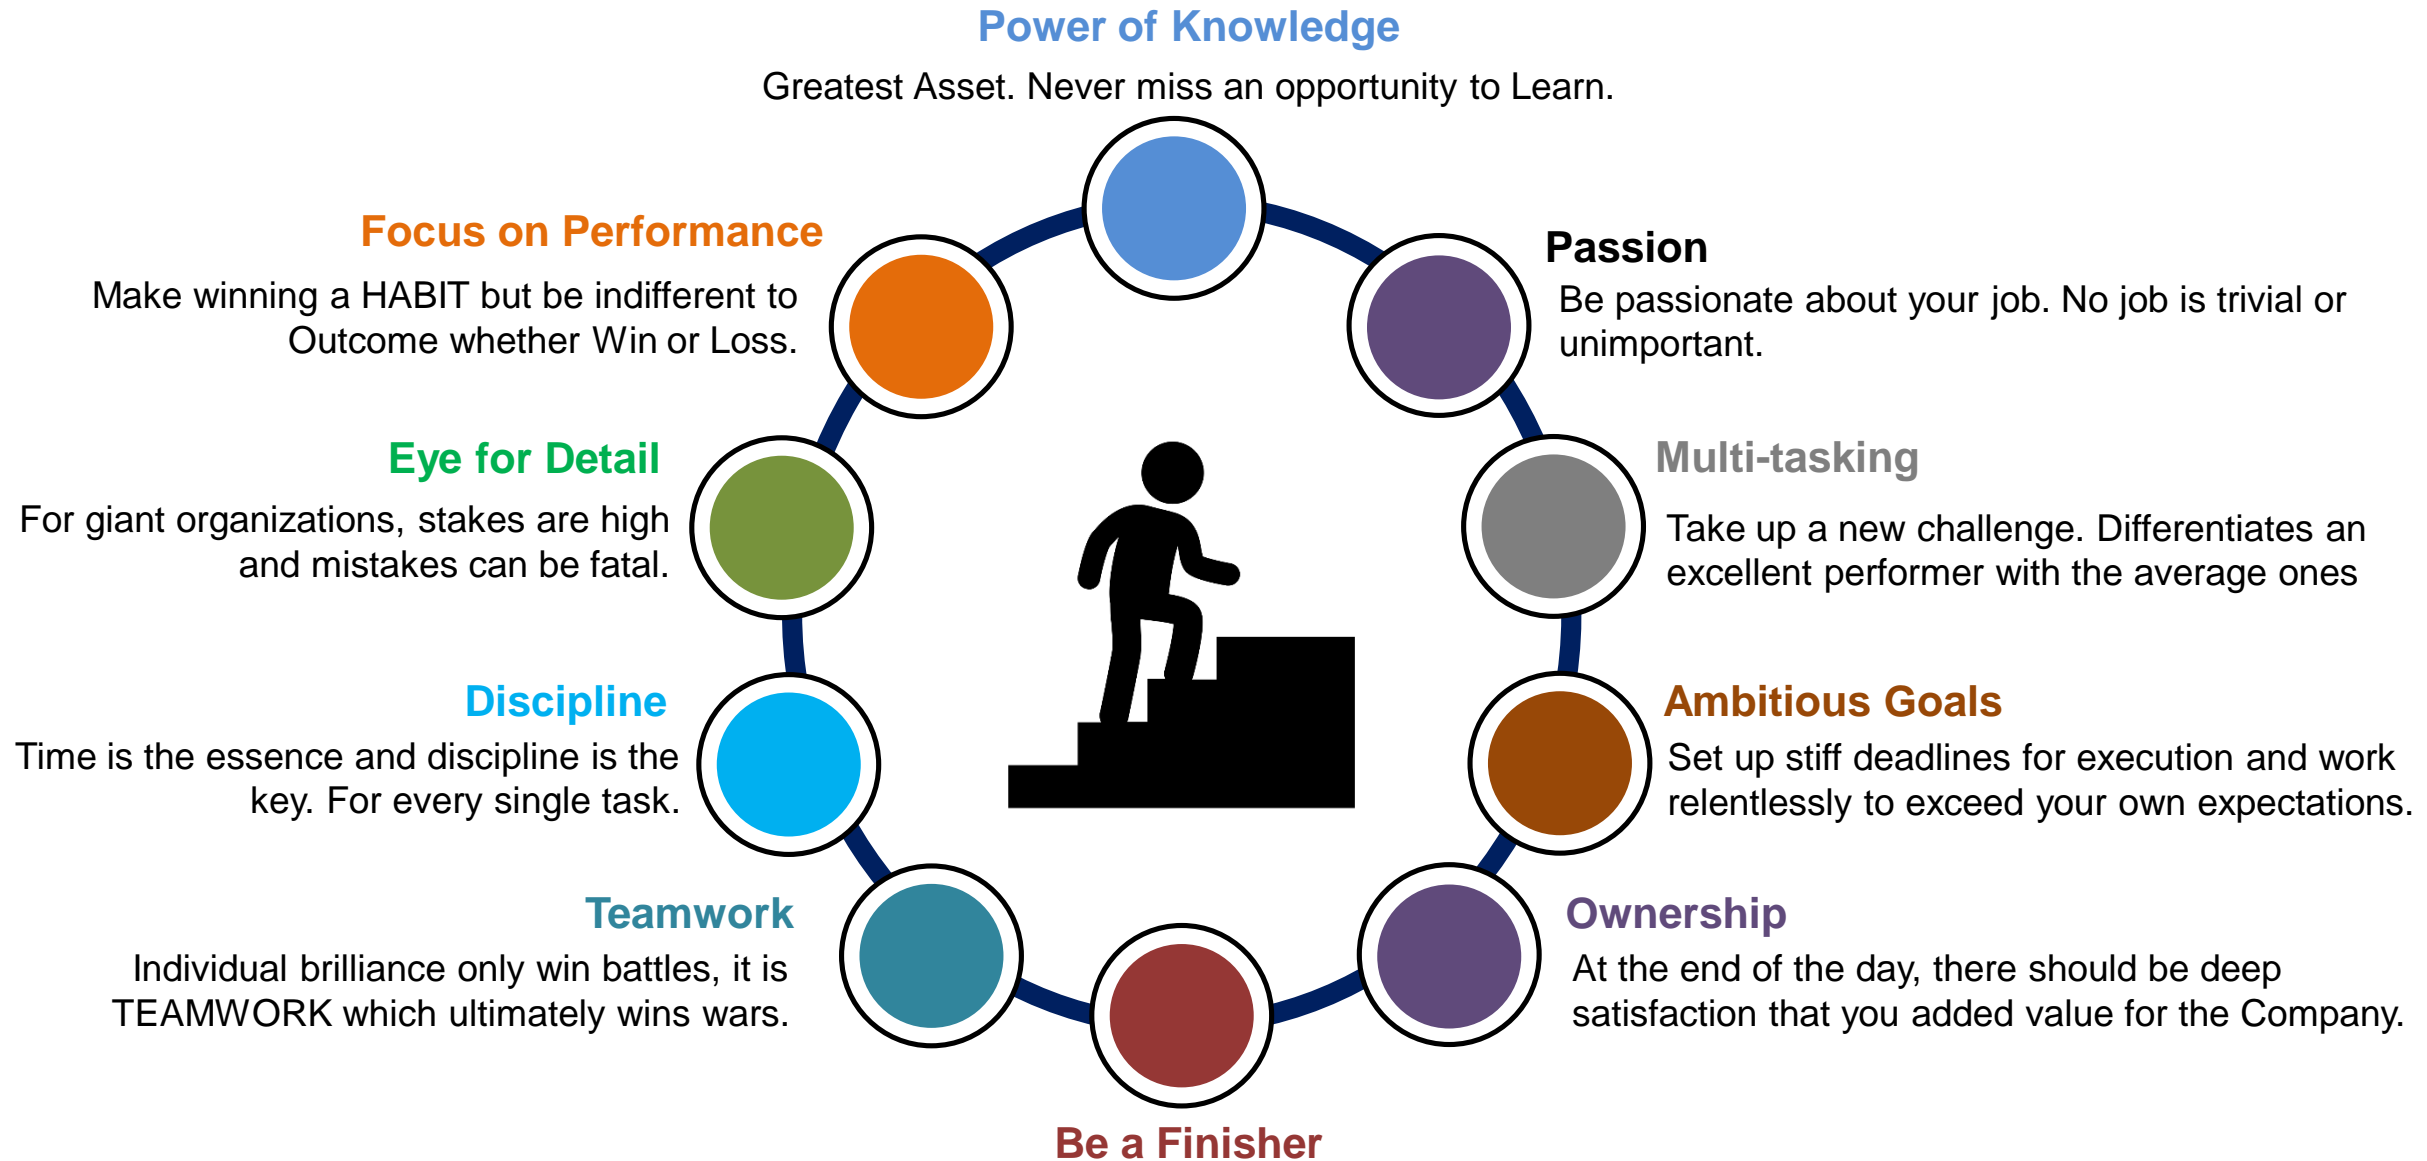 Power of Knowledge
Greatest Asset. Never miss an opportunity to Learn.
Focus on Performance
Make winning a HABIT but be indifferent to
Outcome whether Win or Loss.
Passion
Be passionate about your job. No job is trivial or
unimportant.
Eye for Detail
For giant organizations, stakes are high
and mistakes can be fatal.
Multi-tasking
Take up a new challenge. Differentiates an
excellent performer with the average ones
Discipline
Time is the essence and discipline is the
key. For every single task.
Ambitious Goals
Set up stiff deadlines for execution and work
relentlessly to exceed your own expectations.
Teamwork
Individual brilliance only win battles, it is
TEAMWORK which ultimately wins wars.
Ownership
At the end of the day, there should be deep
satisfaction that you added value for the Company.
Be a Finisher